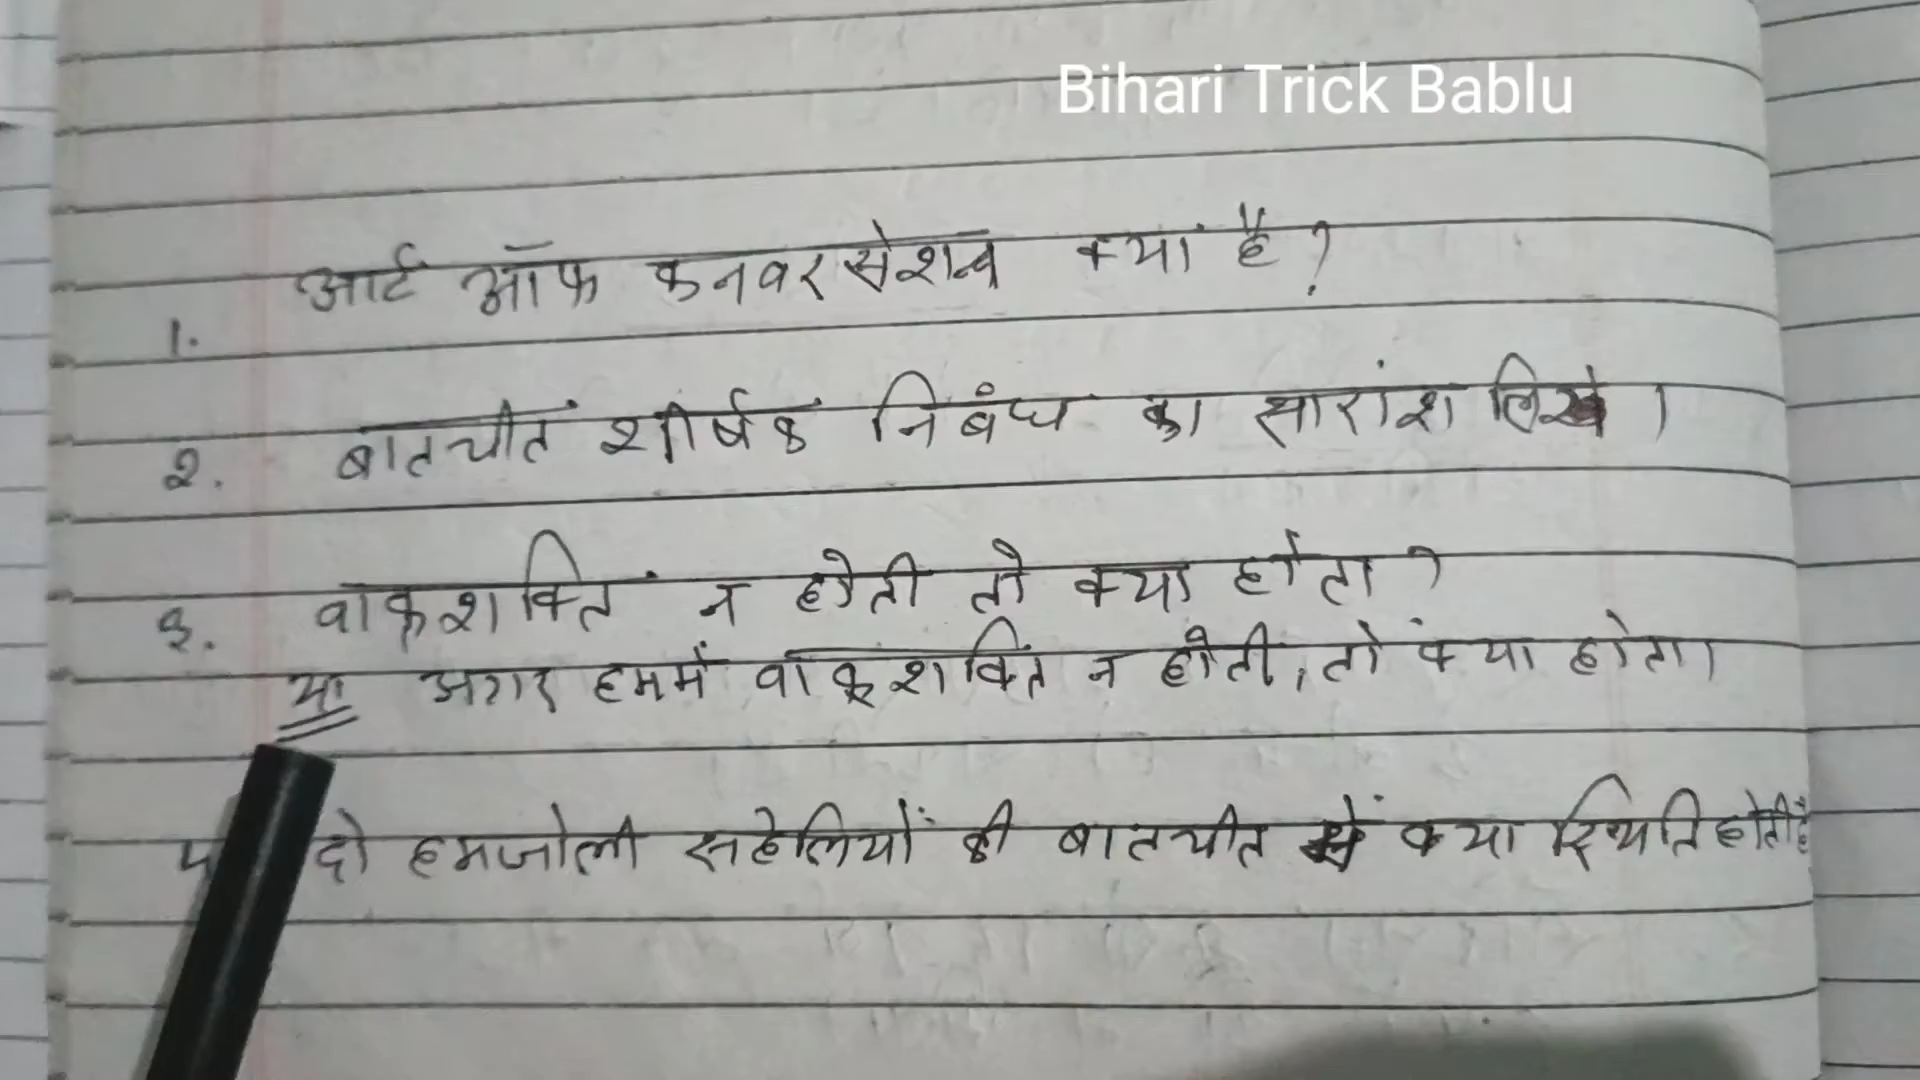 Bihari Trick Bablu
1. आर्ट ऑफ कनवरसेशन क्या है?
2. बातचीत शीर्षक निबंध का सारांश लिखे।
3. वाक्शक्ति न होती तो क्या होता?
या अगर हममें वाक्शक्ति न होती, तो क्या होता।
दो हमजोली सहेलियों की बातचीत से क्या स्थिति होती है